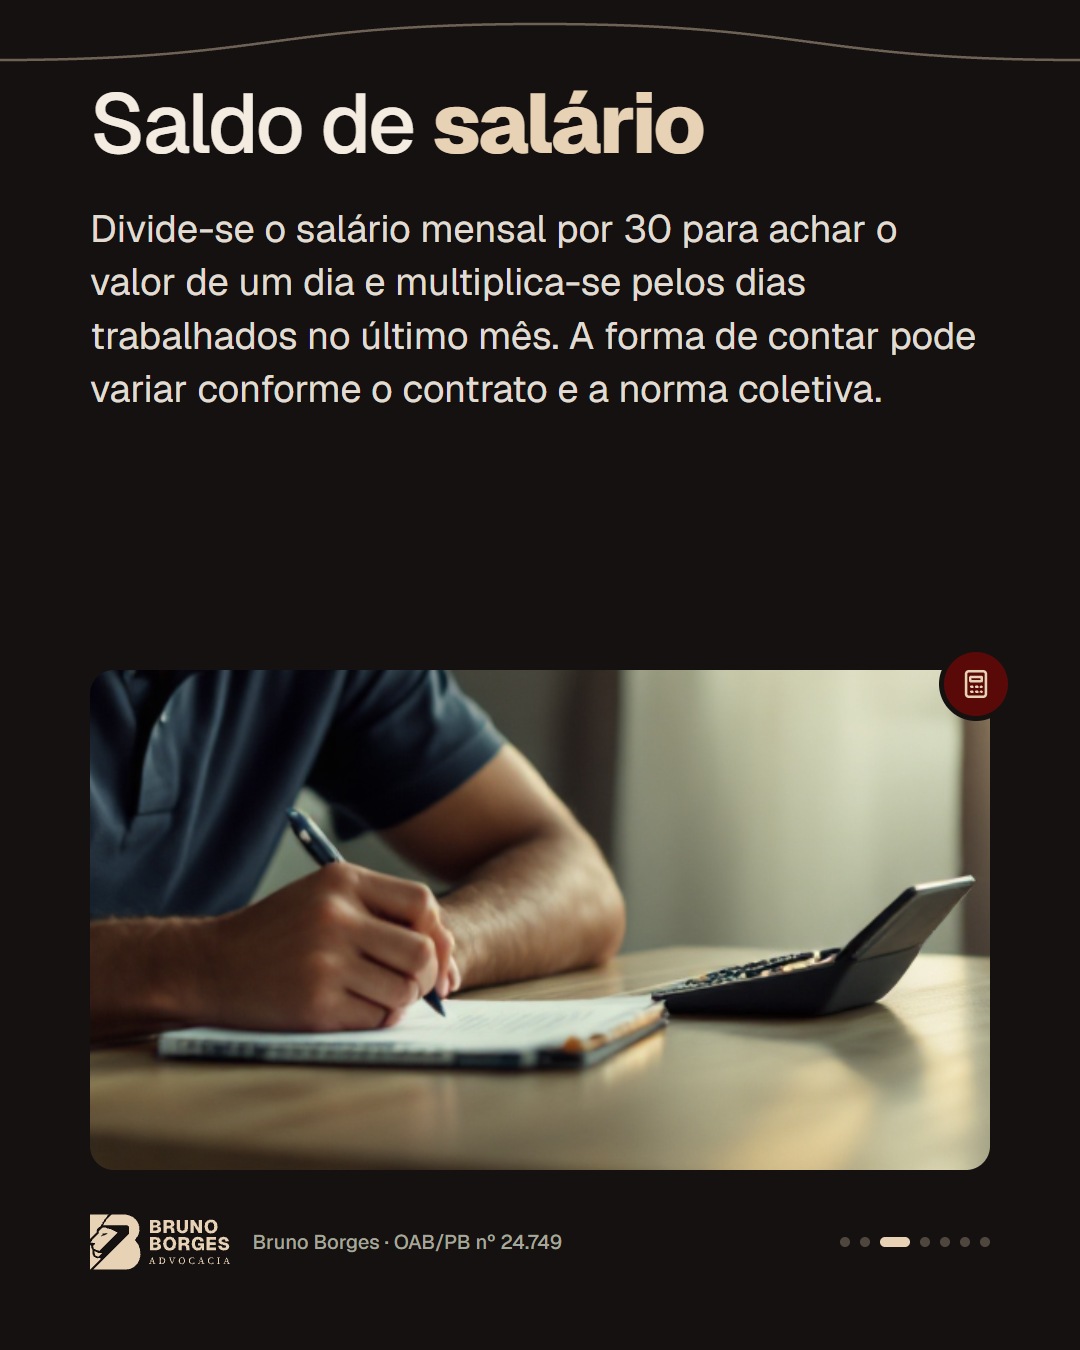 Saldo de salário
Divide-se o salário mensal por 30 para achar o
valor de um dia e multiplica-se pelos dias
trabalhados no último mês. A forma de contar pode
variar conforme o contrato e a norma coletiva.
BRUNO
BORGES
ADVOCACIA
Bruno Borges · OAB/PB nº 24.749